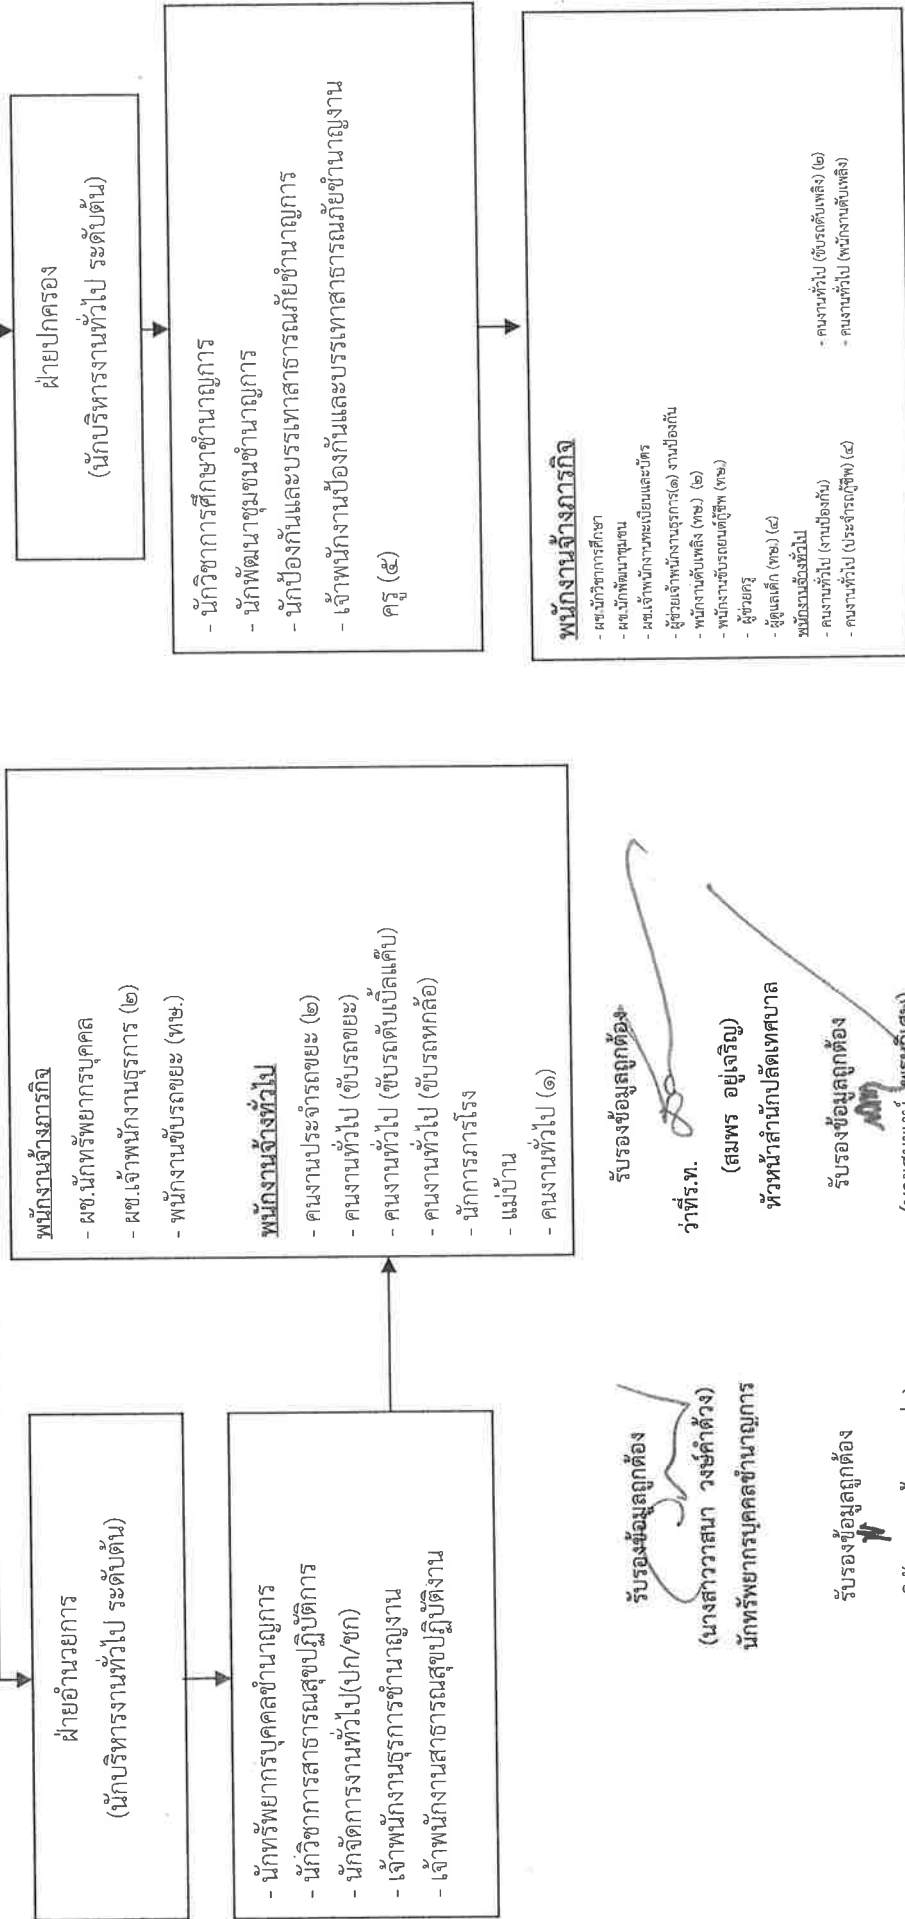 ฝ่ายอำนวยการ
(นักบริหารงานทั่วไป ระดับต้น)
- นักทรัพยากรบุคคลชำนาญการ
- นักวิชาการสาธารณสุขปฏิบัติการ
- นักจัดการงานทั่วไป(ปก/ชก)
- เจ้าพนักงานธุรการชำนาญงาน
- เจ้าพนักงานสาธารณสุขปฏิบัติงาน
พนักงานจ้างภารกิจ
- ผช.นักทรัพยากรบุคคล
- ผช.เจ้าพนักงานธุรการ (๒)
- พนักงานขับรถขยะ (ทษ.)
พนักงานจ้างทั่วไป
- คนงานประจำรถขยะ (๒)
- คนงานทั่วไป (ขับรถขยะ)
- คนงานทั่วไป (ขับรถดับเบิ้ลแค๊บ)
- คนงานทั่วไป (ขับรถหกล้อ)
- นักการภารโรง
- แม่บ้าน
- คนงานทั่วไป (๑)
ฝ่ายปกครอง
(นักบริหารงานทั่วไป ระดับต้น)
- นักวิชาการศึกษาชำนาญการ
- นักพัฒนาชุมชนชำนาญการ
- นักป้องกันและบรรเทาสาธารณภัยชำนาญการ
- เจ้าพนักงานป้องกันและบรรเทาสาธารณภัยชำนาญงาน
ครู (๕)
พนักงานจ้างภารกิจ
- ผช.นักวิชาการศึกษา
- ผช.นักพัฒนาชุมชน
- ผช.เจ้าพนักงานทะเบียนและบัตร
- ผู้ช่วยเจ้าพนักงานธุรการ(๑) งานป้องกัน
- พนักงานดับเพลิง (ทษ.) (๒)
- พนักงานขับรถยนต์กู้ชีพ (ทษ.)
- ผู้ช่วยครู
- ผู้ดูแลเด็ก (ทษ.) (๔)
พนักงานจ้างทั่วไป
- คนงานทั่วไป (งานป้องกัน)
- คนงานทั่วไป (ประจำรถกู้ชีพ) (๔)
- คนงานทั่วไป (ขับรถดับเพลิง) (๒)
- คนงานทั่วไป (พนักงานดับเพลิง)
รับรองข้อมูลถูกต้อง
(นางสาววาสนา วงษ์คำด้วง)
นักทรัพยากรบุคคลชำนาญการ
รับรองข้อมูลถูกต้อง
ว่าที่ร.ท.
(สมพร อยู่เจริญ)
หัวหน้าสำนักปลัดเทศบาล
รับรองข้อมูลถูกต้อง
รับรองข้อมูลถูกต้อง